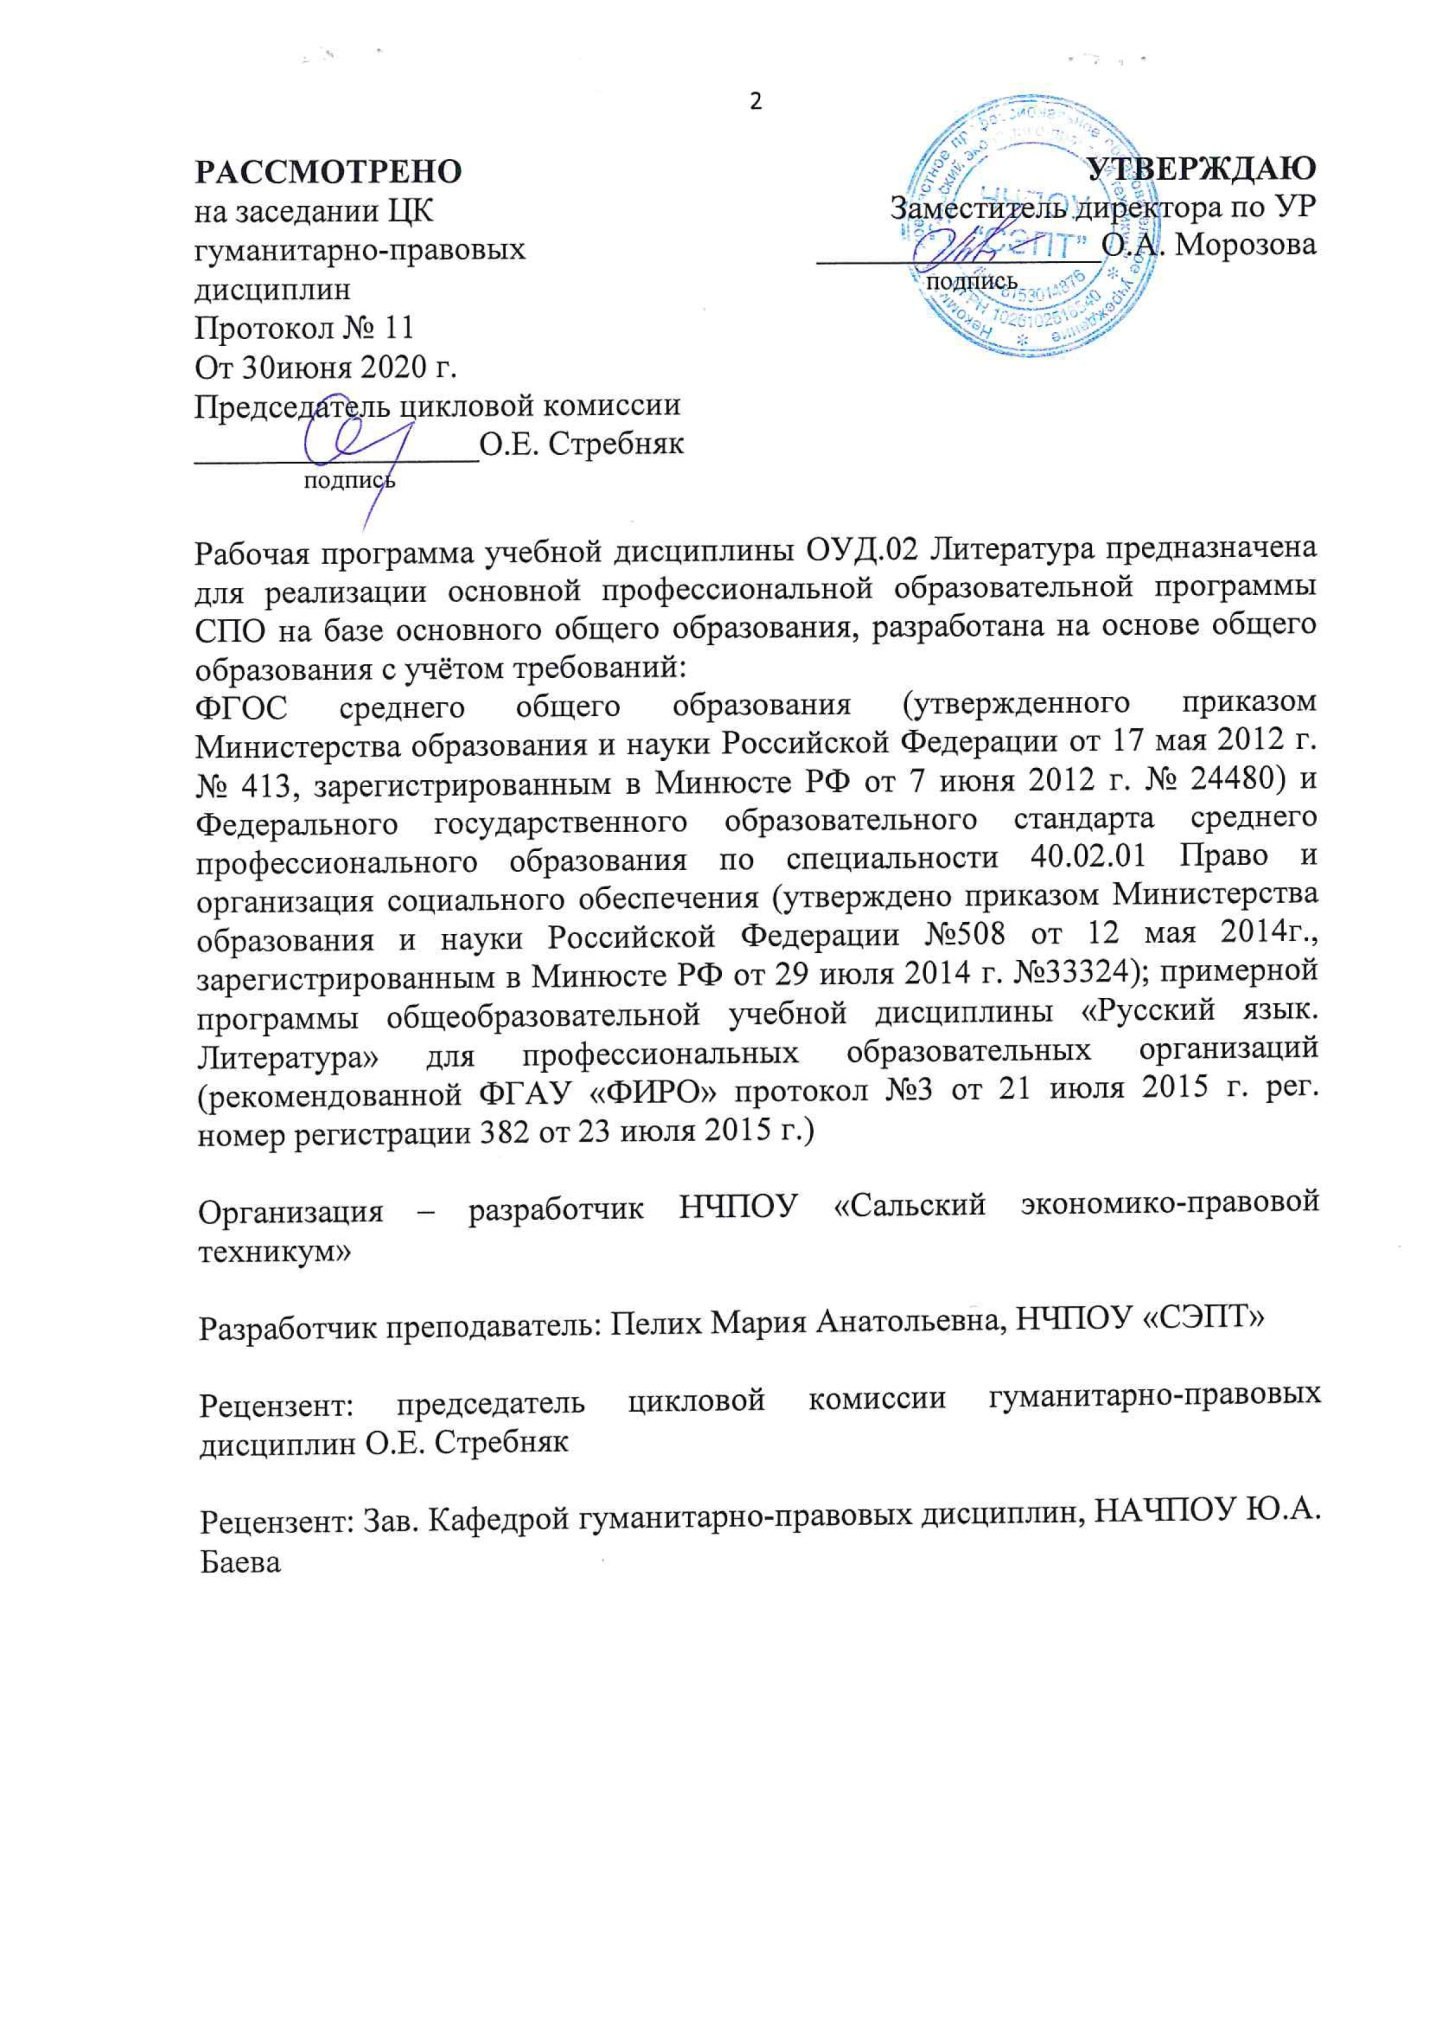 2
РАССМОТРЕНО
на заседании ЦК
гуманитарно-правовых
дисциплин
Протокол № 11
От 30июня 2020 г.
Председатель цикловой комиссии
О.Е. Стребняк
подпись
УТВЕРЖДАЮ
Заместитель директора по УР
О.А. Морозова
подпись
НЧПОУ
"СЭПТ"
Рабочая программа учебной дисциплины ОУД.02 Литература предназначена
для реализации основной профессиональной образовательной программы
СПО на базе основного общего образования, разработана на основе общего
образования с учётом требований:
ФГОС среднего общего образования (утвержденного приказом
Министерства образования и науки Российской Федерации от 17 мая 2012 г.
№ 413, зарегистрированным в Минюсте РФ от 7 июня 2012 г. № 24480) и
Федерального государственного образовательного стандарта среднего
профессионального образования по специальности 40.02.01 Право и
организация социального обеспечения (утверждено приказом Министерства
образования и науки Российской Федерации №508 от 12 мая 2014г.,
зарегистрированным в Минюсте РФ от 29 июля 2014 г. №33324); примерной
программы общеобразовательной учебной дисциплины «Русский язык.
Литература» для профессиональных образовательных организаций
(рекомендованной ФГАУ «ФИРО» протокол №3 от 21 июля 2015 г. рег.
номер регистрации 382 от 23 июля 2015 г.)
Организация – разработчик НЧПОУ «Сальский экономико-правовой
техникум»
Разработчик преподаватель: Пелих Мария Анатольевна, НЧПОУ «СЭПТ»
Рецензент: председатель цикловой комиссии гуманитарно-правовых
дисциплин О.Е. Стребняк
Рецензент: Зав. Кафедрой гуманитарно-правовых дисциплин, НАЧПОУ Ю.А.
Баева